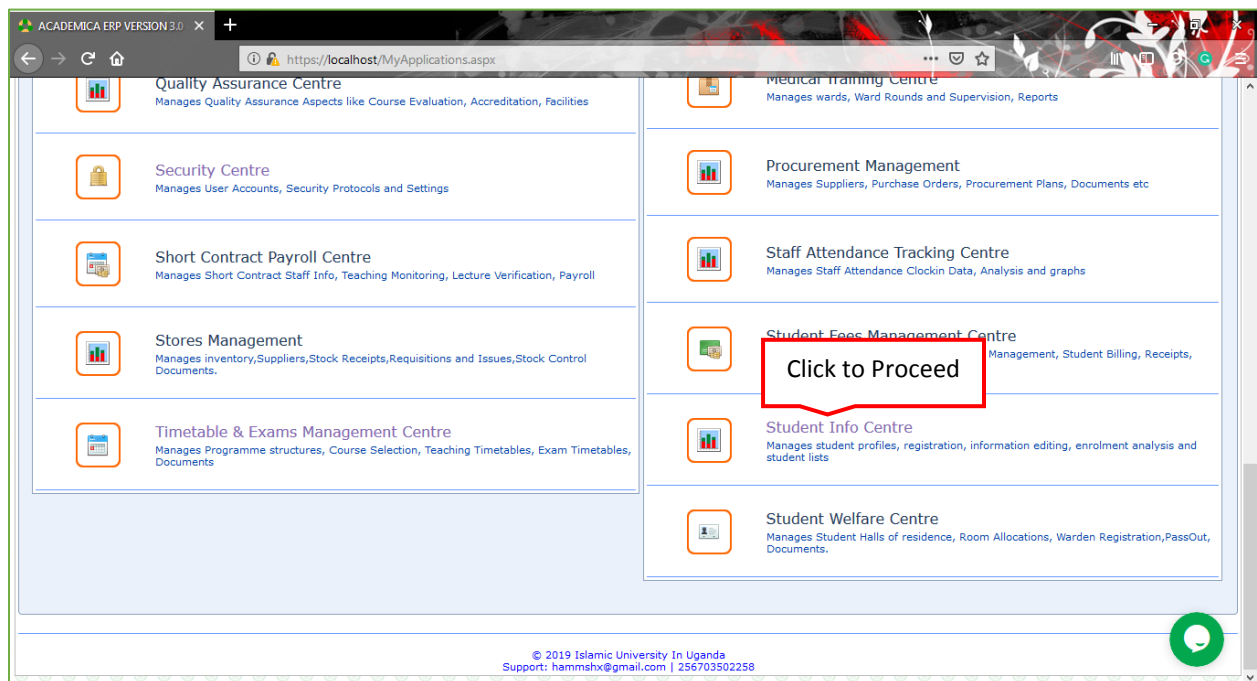 ACADEMICA ERP VERSION 3.0
https://localhost/MyApplications.aspx
Quality Assurance Centre
Manages Quality Assurance Aspects like Course Evaluation, Accreditation, Facilities
Security Centre
Manages User Accounts, Security Protocols and Settings
Short Contract Payroll Centre
Manages Short Contract Staff Info, Teaching Monitoring, Lecture Verification, Payroll
Stores Management
Manages inventory,Suppliers,Stock Receipts,Requisitions and Issues,Stock Control
Documents.
Timetable & Exams Management Centre
Manages Programme structures, Course Selection, Teaching Timetables, Exam Timetables,
Documents
Medical Training Centre
Manages wards, Ward Rounds and Supervision, Reports
Procurement Management
Manages Suppliers, Purchase Orders, Procurement Plans, Documents etc
Staff Attendance Tracking Centre
Manages Staff Attendance Clockin Data, Analysis and graphs
Student Fees Management Centre
Management, Student Billing, Receipts,
Click to Proceed
Student Info Centre
Manages student profiles, registration, information editing, enrolment analysis and
student lists
Student Welfare Centre
Manages Student Halls of residence, Room Allocations, Warden Registration,PassOut,
Documents.
© 2019 Islamic University In Uganda
Support: hammshx@gmail.com | 256703502258